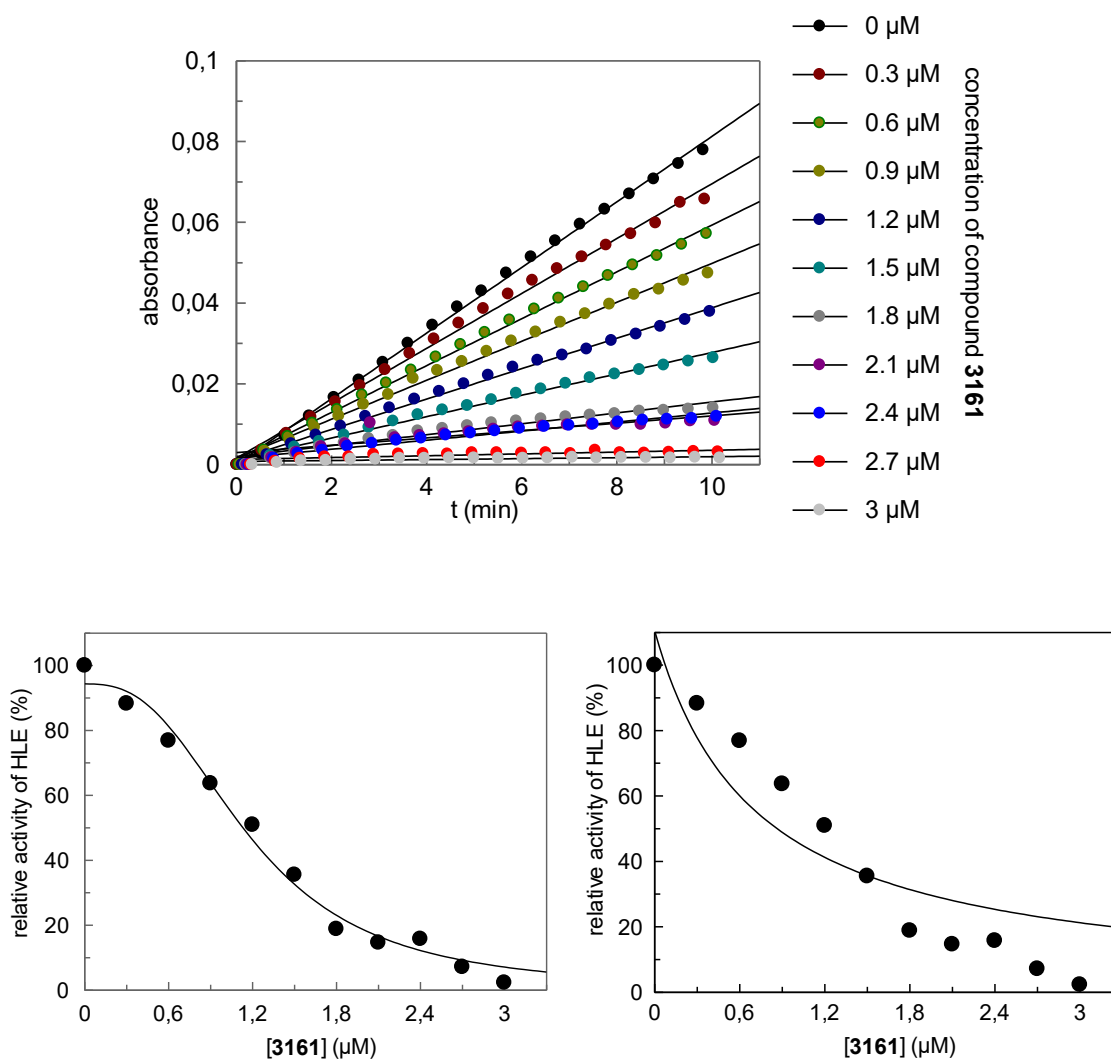 0 µM
0.3 µM
0.6 µM
0.9 µM
1.2 µM
1.5 µM
1.8 µM
2.1 µM
2.4 µM
2.7 µM
3 µM
concentration of compound 3161
absorbance
0,1
0,08
0,06
0,04
0,02
0
0 2 4 6 8 10
t (min)
relative activity of HLE (%)
100
80
60
40
20
0
0 0,6 1,2 1,8 2,4 3
[3161] (µM)
relative activity of HLE (%)
100
80
60
40
20
0
0 0,6 1,2 1,8 2,4 3
[3161] (µM)